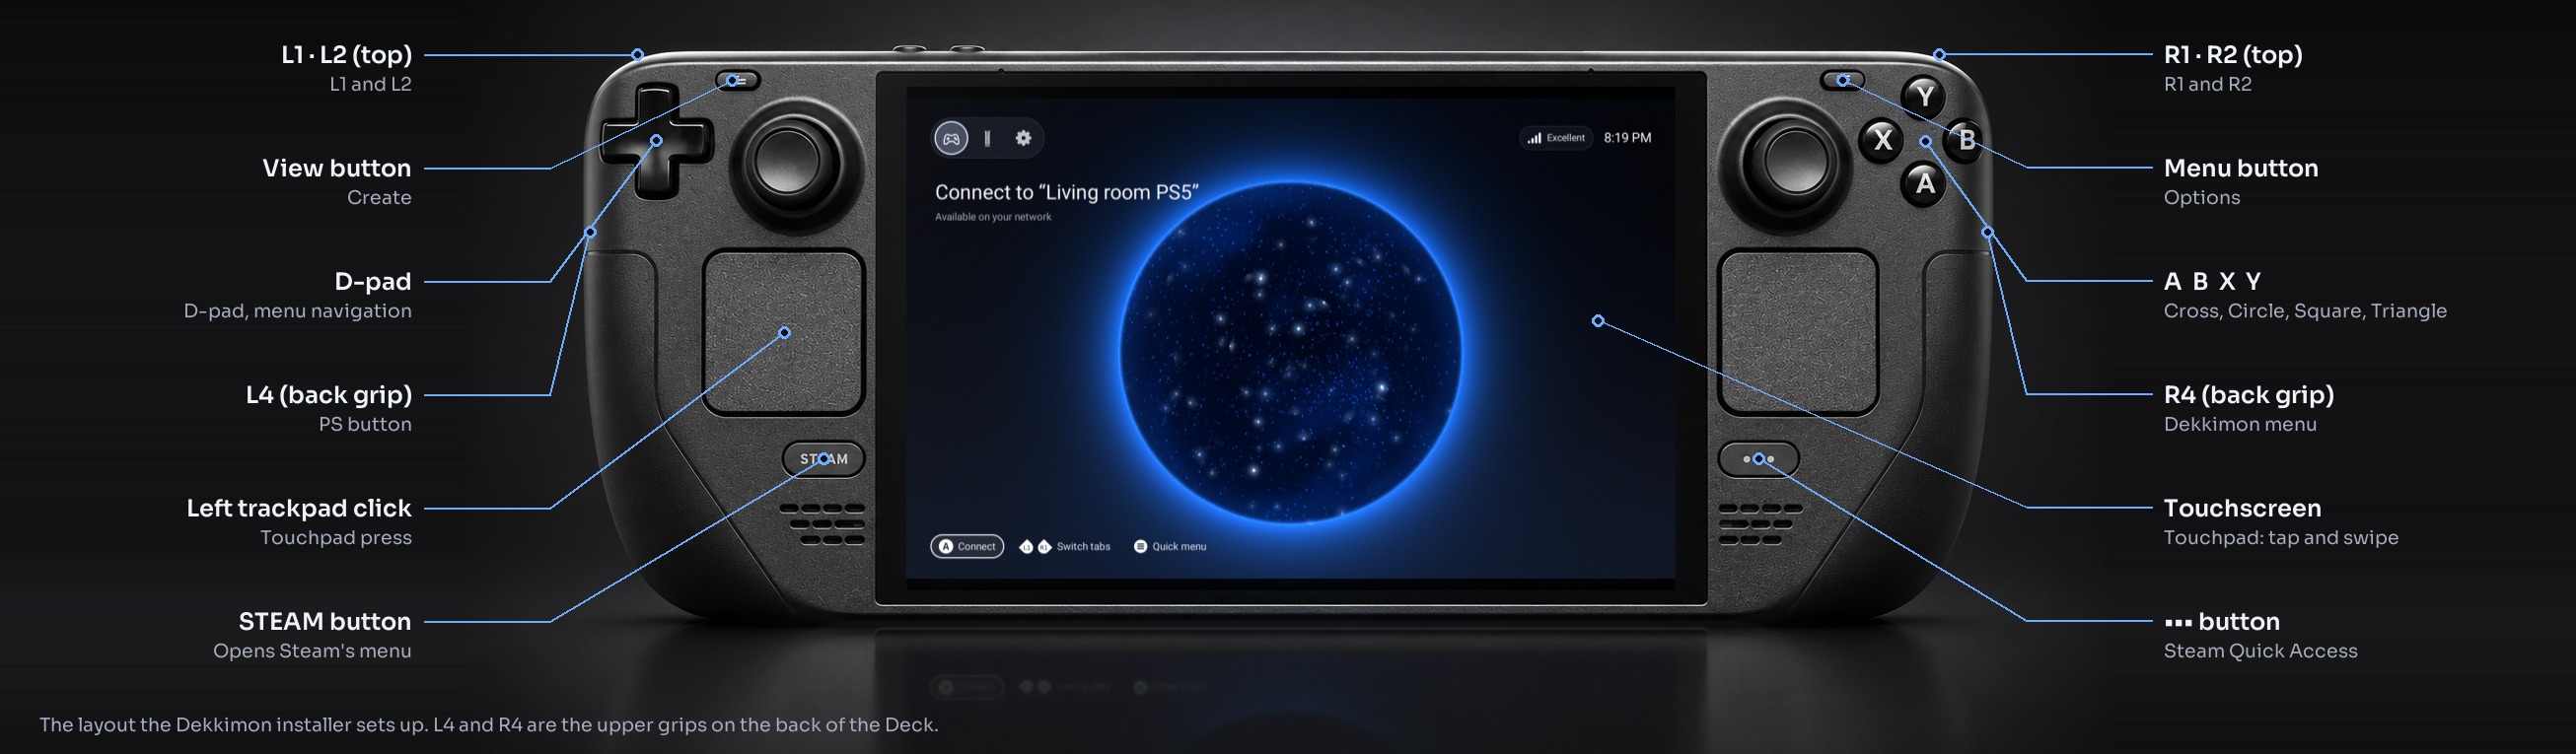 L1 · L2 (top)
L1 and L2
View button
Create
D-pad
D-pad, menu navigation
L4 (back grip)
PS button
Left trackpad click
Touchpad press
STEAM button
Opens Steam's menu
STEAM
Excellent
8:19 PM
Connect to “Living room PS5”
Available on your network
A Connect
L1 R1 Switch tabs
Quick menu
Y
X
B
A
R1 · R2 (top)
R1 and R2
Menu button
Options
A B X Y
Cross, Circle, Square, Triangle
R4 (back grip)
Dekkimon menu
Touchscreen
Touchpad: tap and swipe
... button
Steam Quick Access
The layout the Dekkimon installer sets up. L4 and R4 are the upper grips on the back of the Deck.